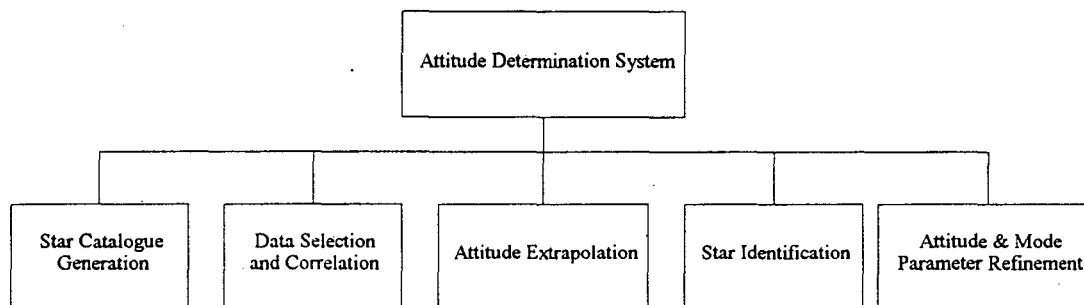 Attitude Determination System
Star Catalogue
Generation
Data Selection
and Correlation
Attitude Extrapolation
Star Identification
Attitude & Mode
Parameter Refinement